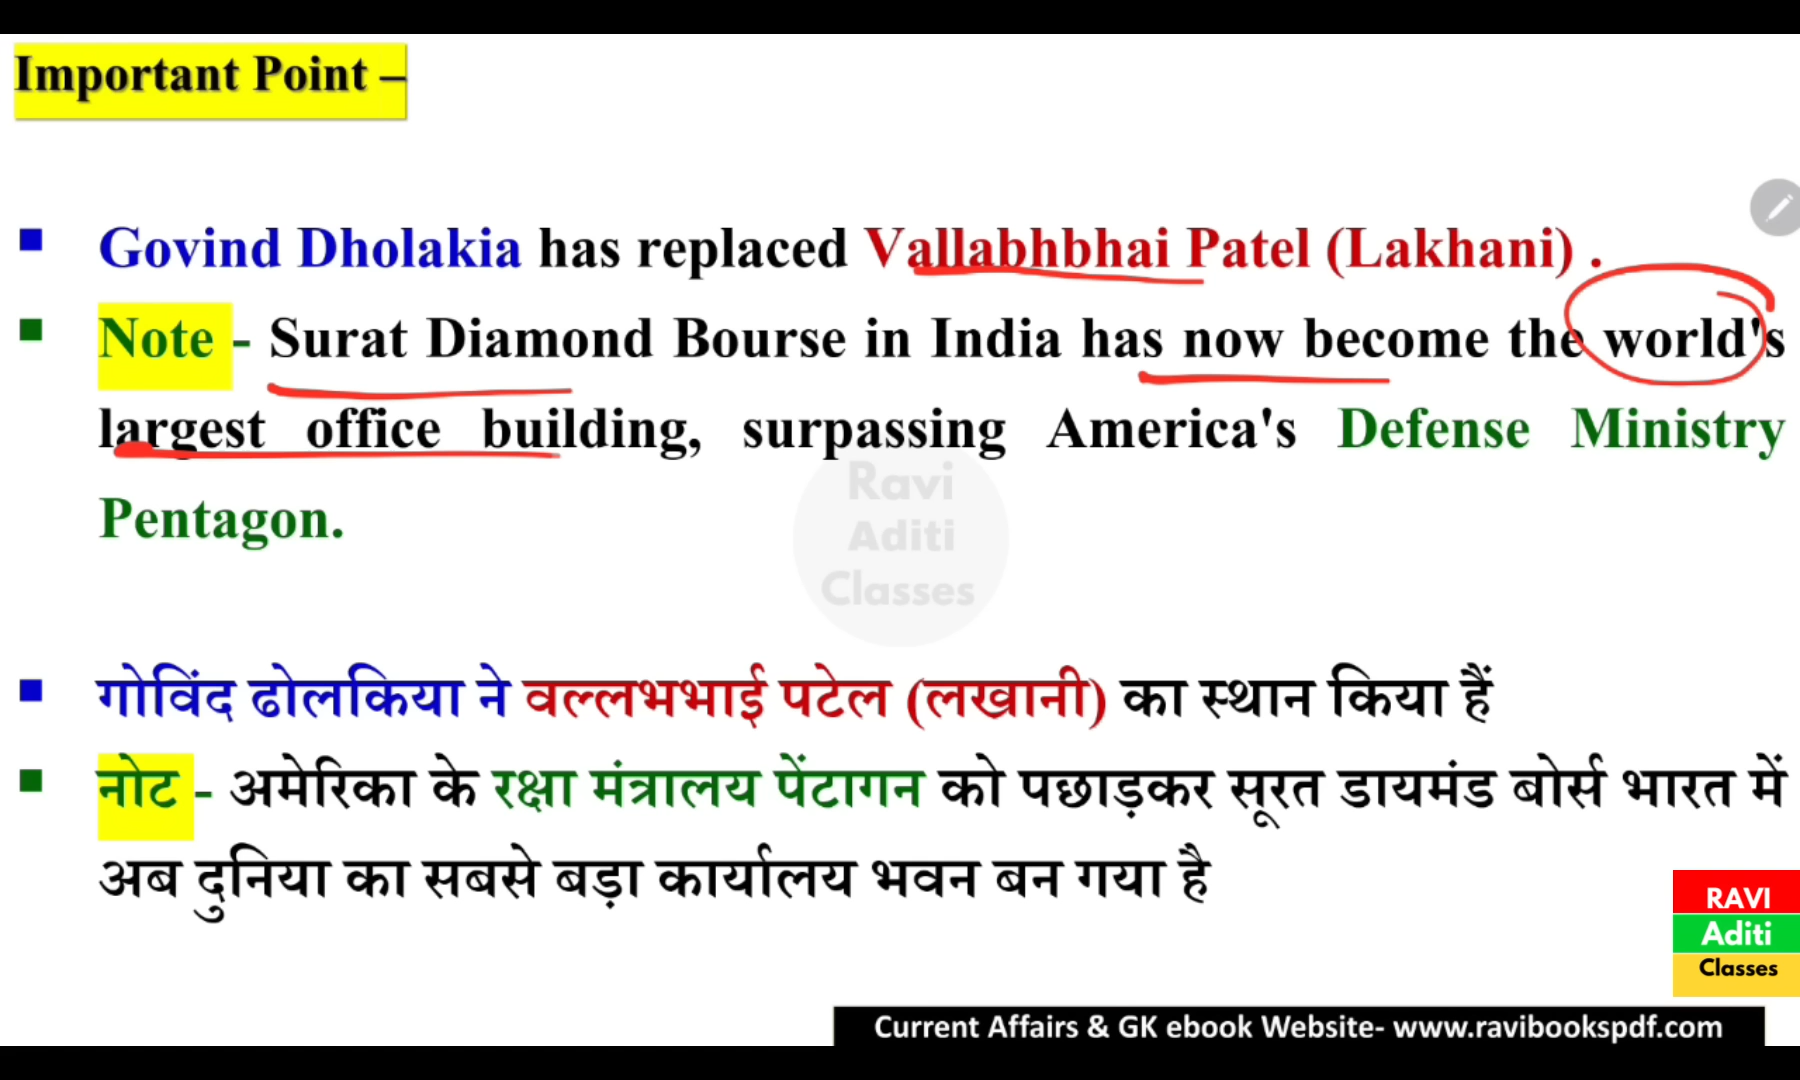 Important Point –
Govind Dholakia has replaced Vallabhbhai Patel (Lakhani) .
Note - Surat Diamond Bourse in India has now become the world's
largest office building, surpassing America's Defense Ministry
Pentagon.
Ravi
Aditi
Classes
गोविंद ढोलकिया ने वल्लभभाई पटेल (लखानी) का स्थान किया हैं
नोट - अमेरिका के रक्षा मंत्रालय पेंटागन को पछाड़कर सूरत डायमंड बोर्स भारत में
अब दुनिया का सबसे बड़ा कार्यालय भवन बन गया है
RAVI
Aditi
Classes
Current Affairs & GK ebook Website- www.ravibookspdf.com